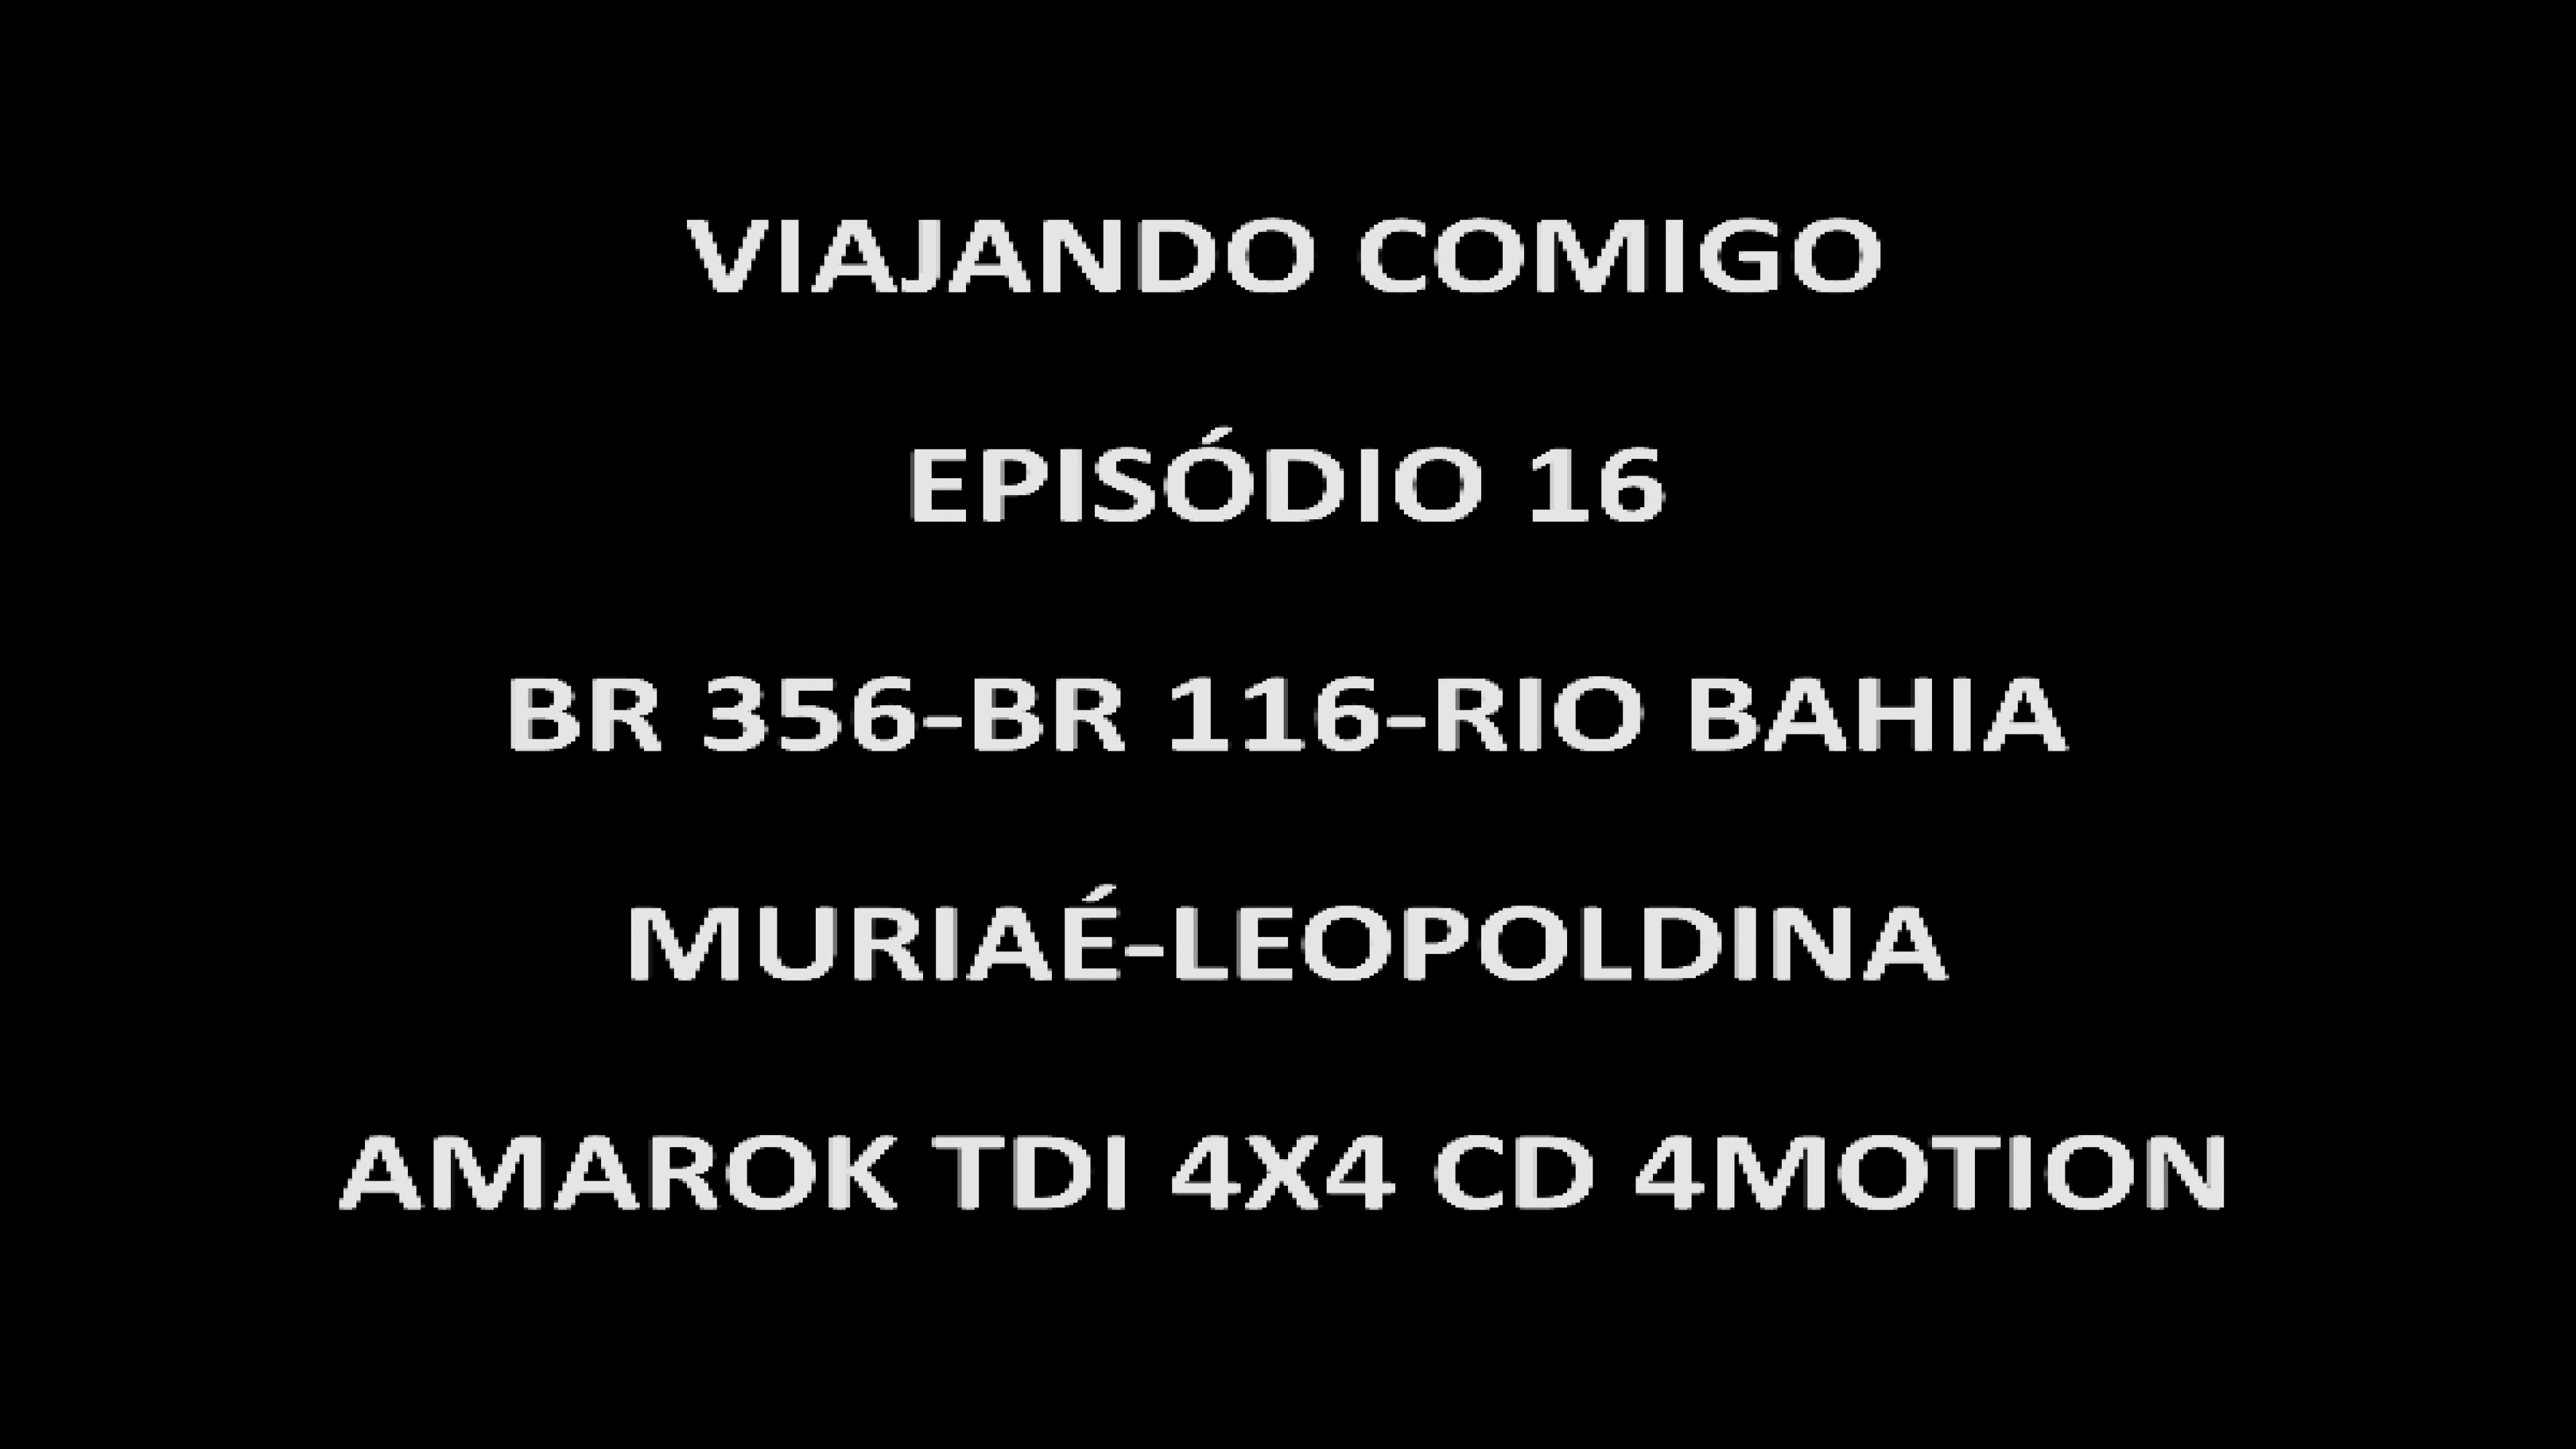 VIAJANDO COMIGO
EPISÓDIO 16
BR 356-BR 116-RIO BAHIA
MURIAÉ-LEOPOLDINA
AMAROK TDI 4X4 CD 4MOTION